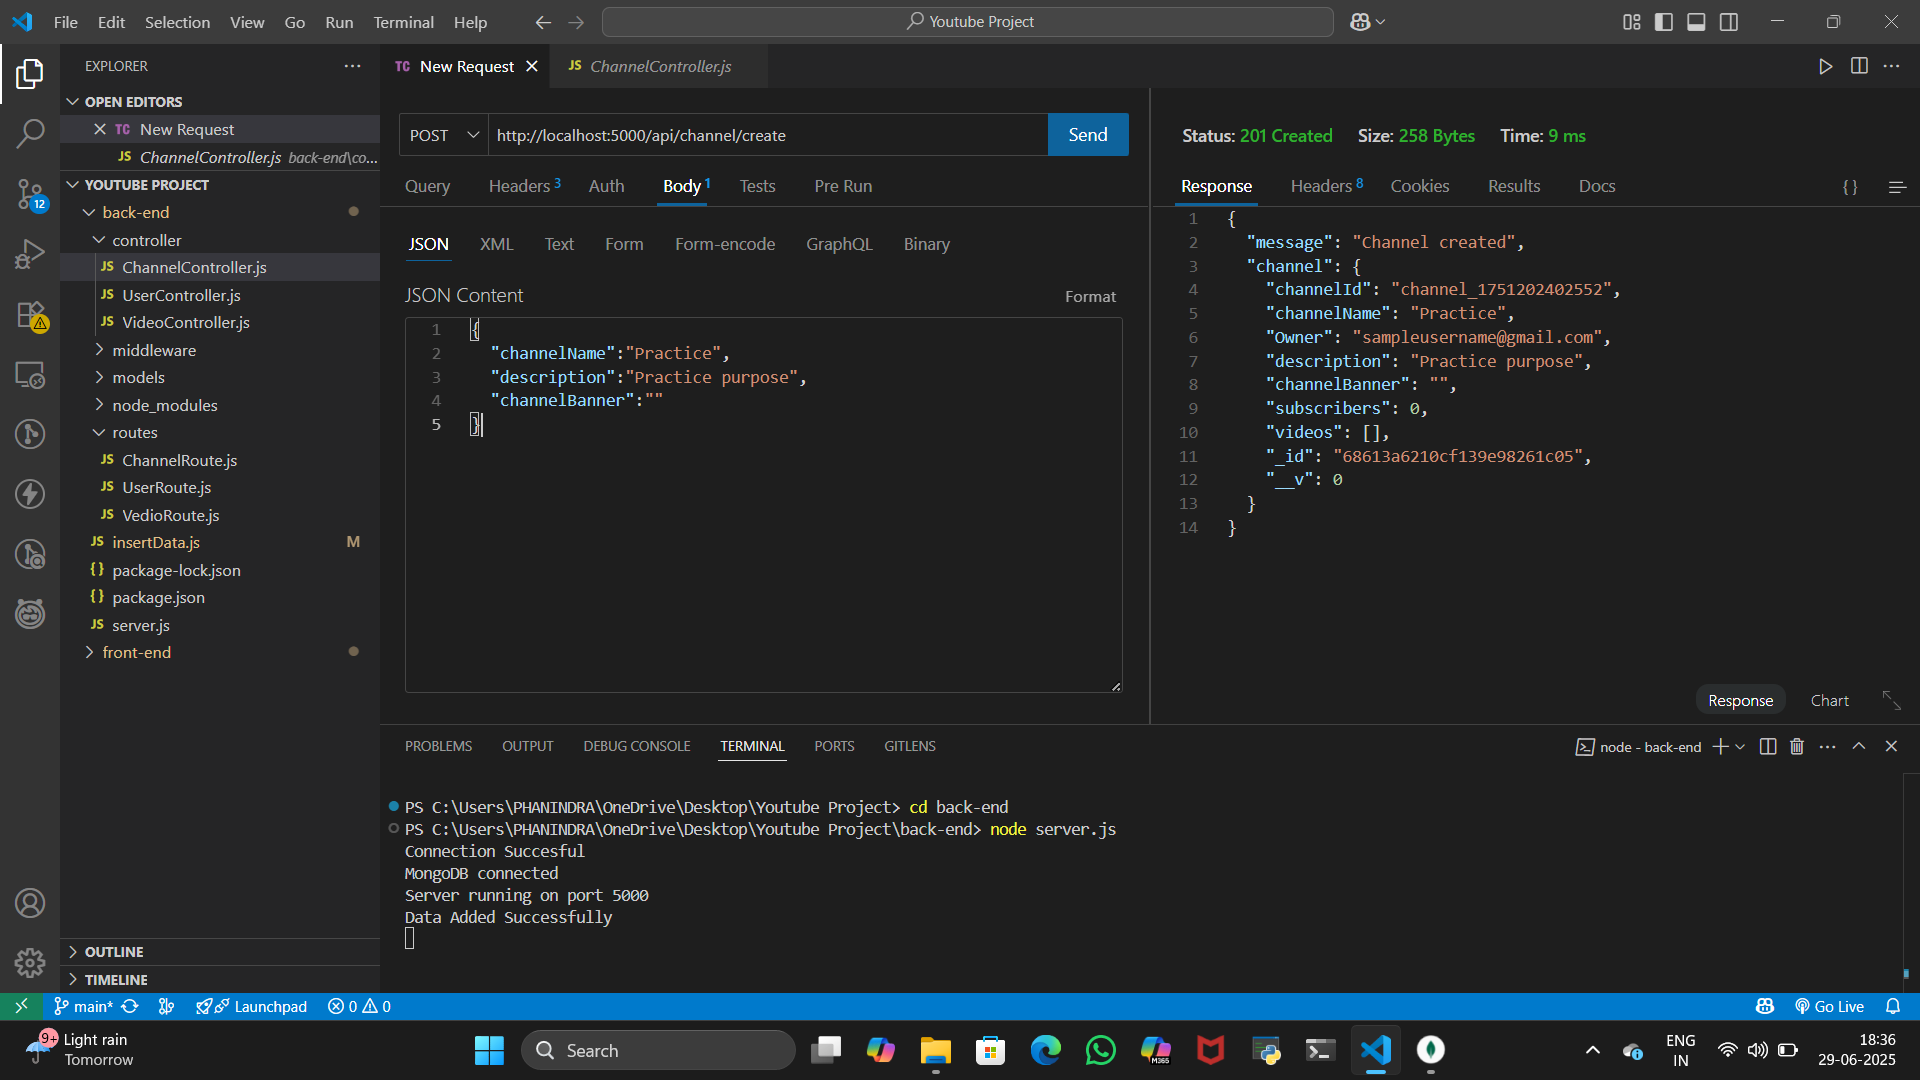 File Edit Selection View Go Run Terminal Help
Youtube Project
EXPLORER
OPEN EDITORS
TC New Request
JS ChannelController.js back-end\co...
YOUTUBE PROJECT
back-end
controller
JS ChannelController.js
JS UserController.js
JS VideoController.js
middleware
models
node_modules
routes
JS ChannelRoute.js
JS UserRoute.js
JS VedioRoute.js
JS insertData.js M
{} package-lock.json
{} package.json
JS server.js
front-end
OUTLINE
TIMELINE
12
TC New Request
JS ChannelController.js
POST http://localhost:5000/api/channel/create Send
Query Headers 3 Auth Body 1 Tests Pre Run
JSON XML Text Form Form-encode GraphQL Binary
JSON Content Format
1 {
2 "channelName":"Practice",
3 "description":"Practice purpose",
4 "channelBanner":""
5 }
Status: 201 Created Size: 258 Bytes Time: 9 ms
Response Headers 8 Cookies Results Docs { }
1 {
2 "message": "Channel created",
3 "channel": {
4 "channelId": "channel_1751202402552",
5 "channelName": "Practice",
6 "Owner": "sampleusername@gmail.com",
7 "description": "Practice purpose",
8 "channelBanner": "",
9 "subscribers": 0,
10 "videos": [],
11 "_id": "68613a6210cf139e98261c05",
12 "__v": 0
13 }
14 }
Response Chart
PROBLEMS OUTPUT DEBUG CONSOLE TERMINAL PORTS GITLENS
node - back-end
PS C:\Users\PHANINDRA\OneDrive\Desktop\Youtube Project> cd back-end
PS C:\Users\PHANINDRA\OneDrive\Desktop\Youtube Project\back-end> node server.js
Connection Succesful
MongoDB connected
Server running on port 5000
Data Added Successfully
main* Launchpad 0 0
Go Live
9+ Light rain
Tomorrow
Search
M365
ENG
IN
18:36
29-06-2025